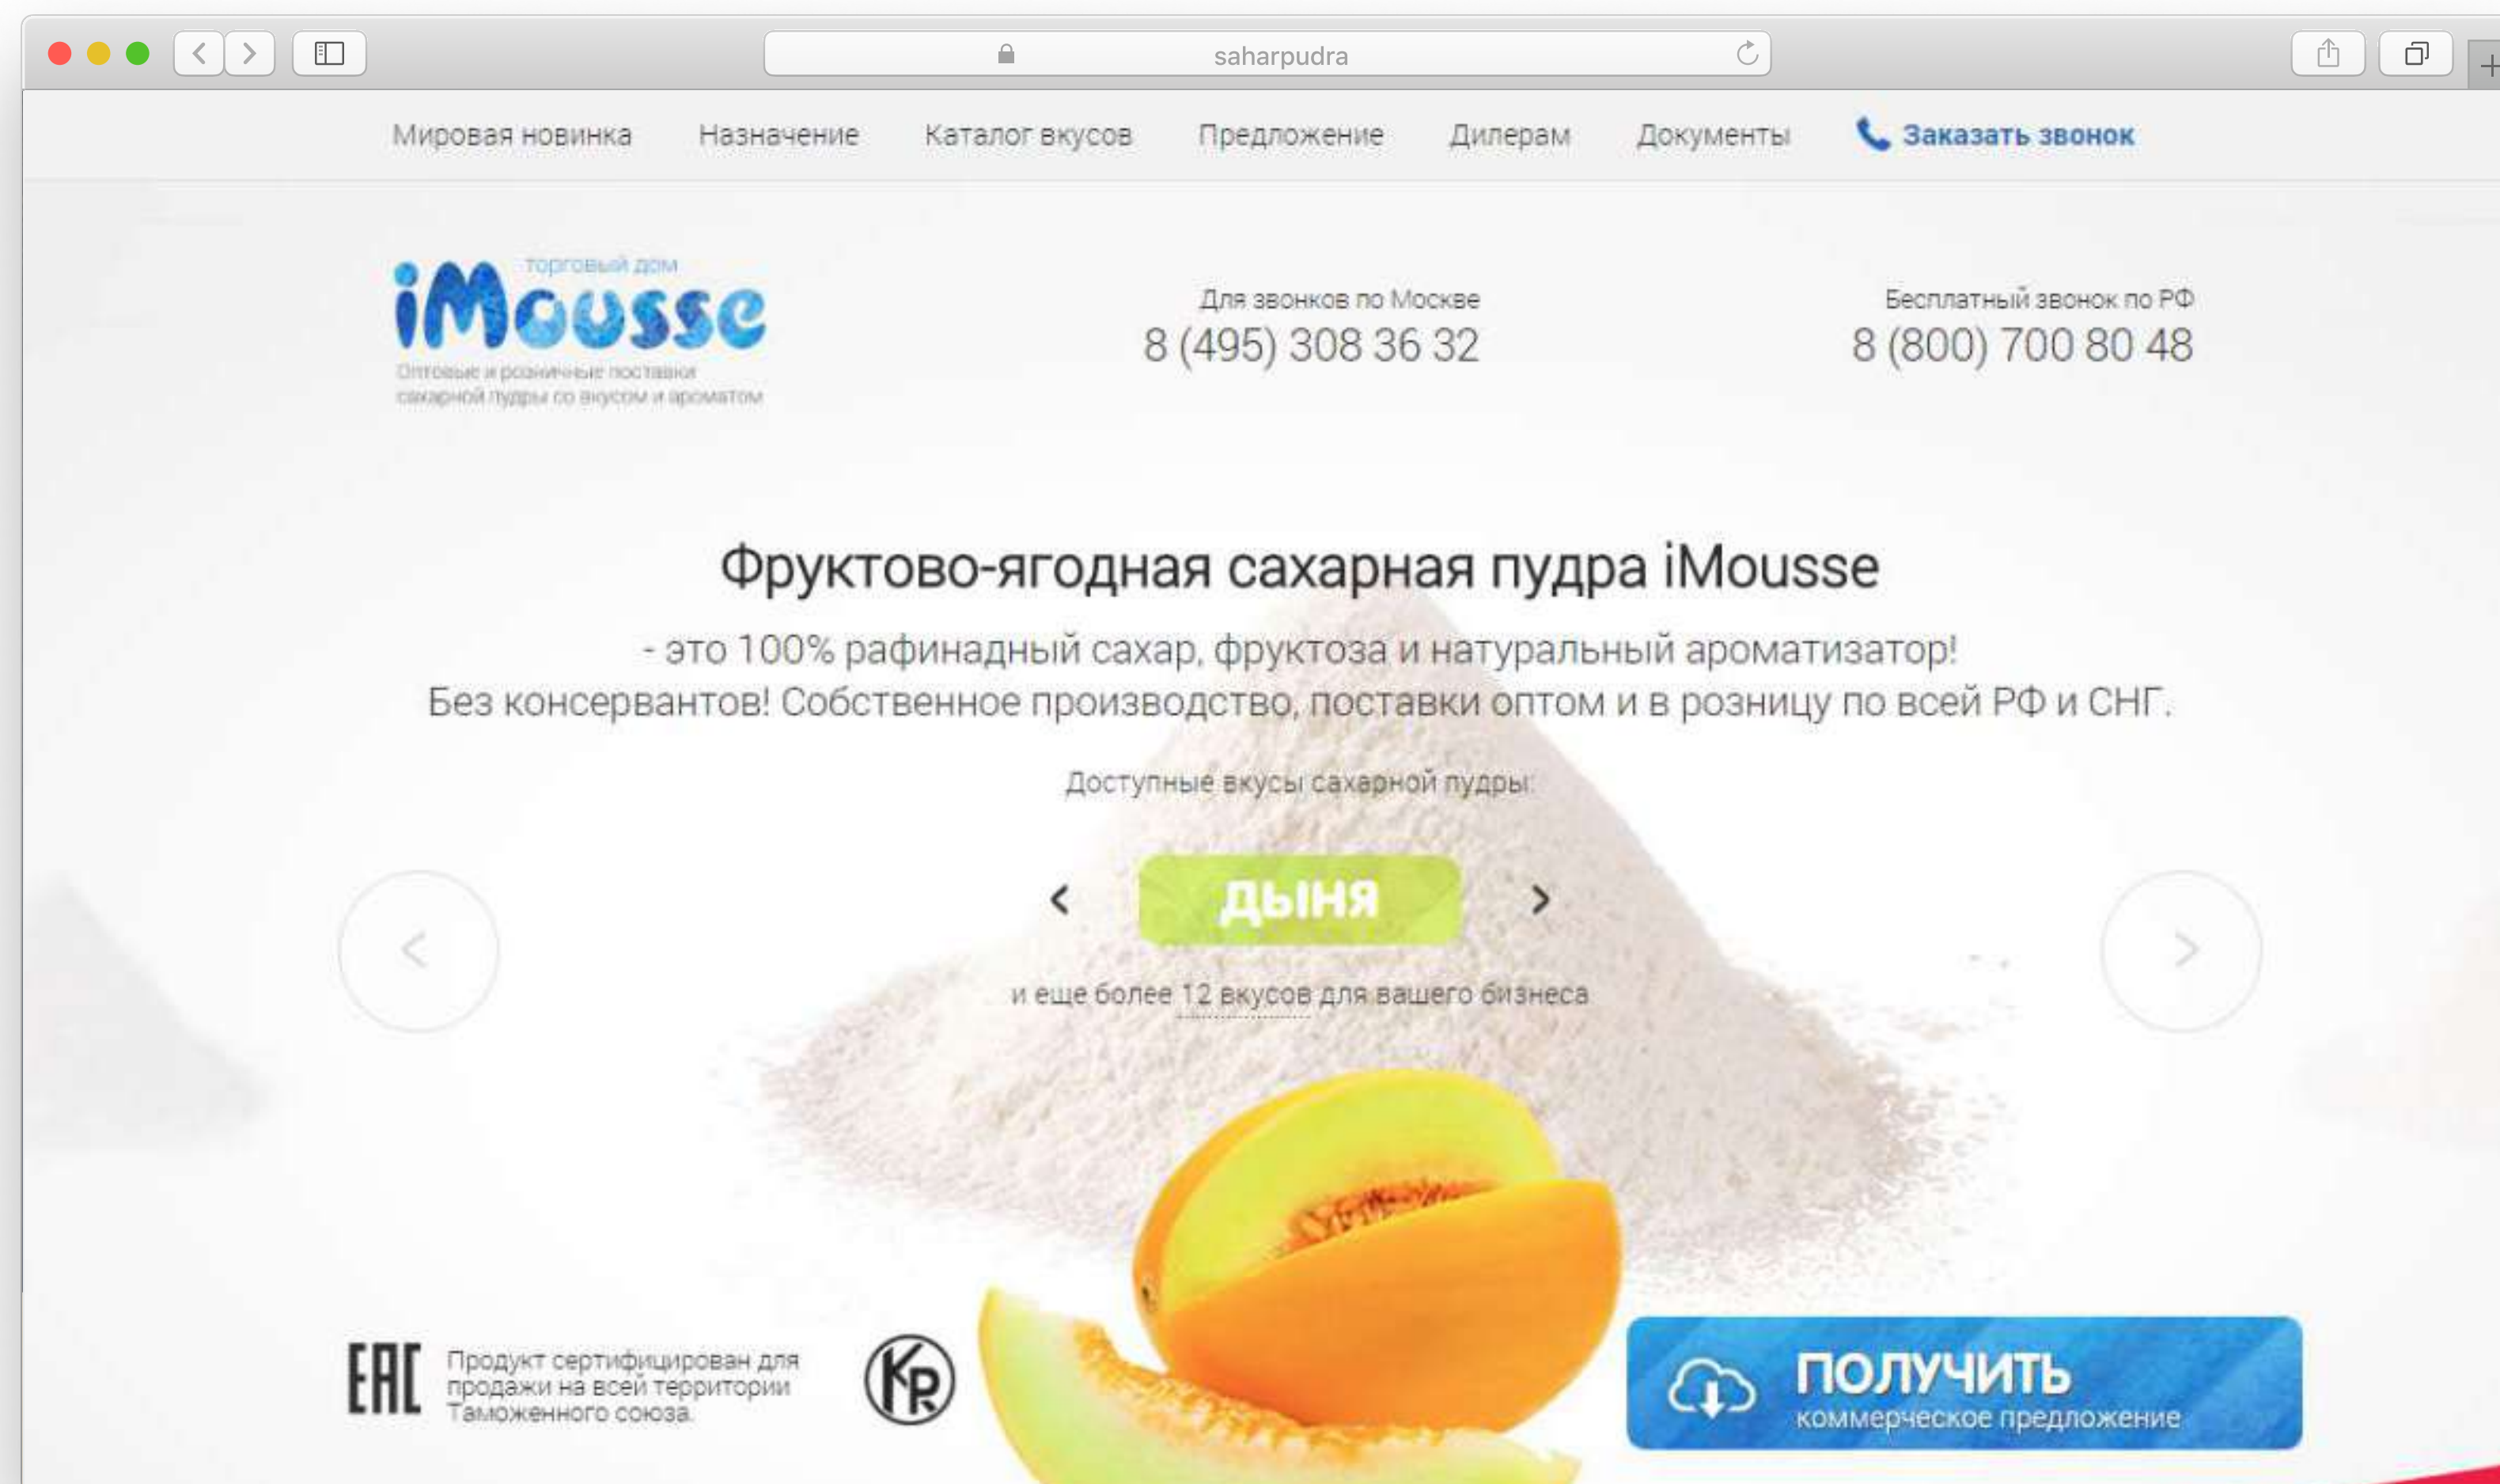 saharpudra
Мировая новинка Назначение Каталог вкусов Предложение Дилерам Документы Заказать звонок
торговый дом
iMousse
Оптовые и розничные поставки
сахарной пудры со вкусом и ароматом
Для звонков по Москве
8 (495) 308 36 32
Бесплатный звонок по РФ
8 (800) 700 80 48
Фруктово-ягодная сахарная пудра iMousse
- это 100% рафинадный сахар, фруктоза и натуральный ароматизатор!
Без консервантов! Собственное производство, поставки оптом и в розницу по всей РФ и СНГ.
Доступные вкусы сахарной пудры:
дыня
и еще более 12 вкусов для вашего бизнеса
EAC
Продукт сертифицирован для
продажи на всей территории
Таможенного союза.
KR
ПОЛУЧИТЬ
коммерческое предложение